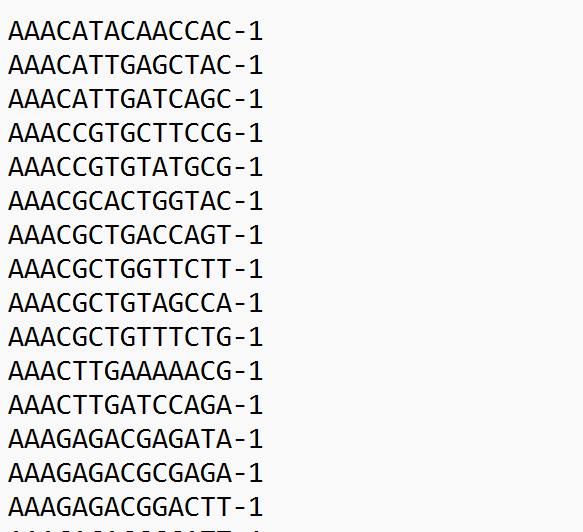 AAACATACAACCAC-1
AAACATTGAGCTAC-1
AAACATTGATCAGC-1
AAACCGTGCTTCCG-1
AAACCGTGTATGCG-1
AAACGCACTGGTAC-1
AAACGCTGACCAGT-1
AAACGCTGGTTCTT-1
AAACGCTGTAGCCA-1
AAACGCTGTTTCTG-1
AAACTTGAAAAACG-1
AAACTTGATCCAGA-1
AAAGAGACGAGATA-1
AAAGAGACGCGAGA-1
AAAGAGACGGACTT-1